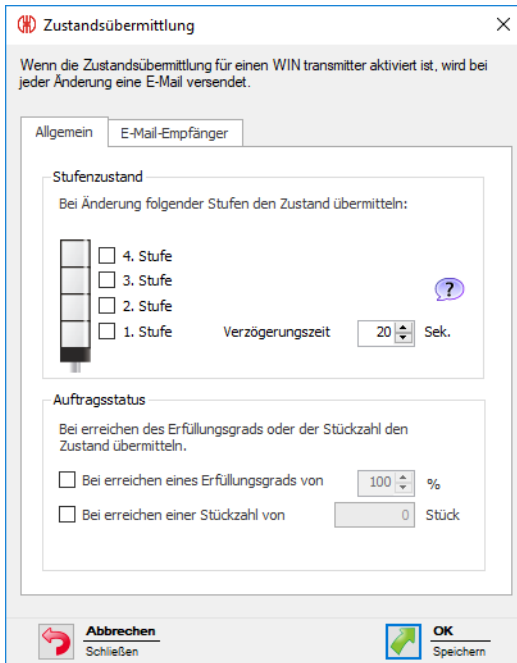 Zustandsübermittlung
Wenn die Zustandsübermittlung für einen WIN transmitter aktiviert ist, wird bei
jeder Änderung eine E-Mail versendet.
Allgemein E-Mail-Empfänger
Stufenzustand
Bei Änderung folgender Stufen den Zustand übermitteln:
4. Stufe
3. Stufe
2. Stufe
?
1. Stufe Verzögerungszeit 20 Sek.
Auftragsstatus
Bei erreichen des Erfüllungsgrads oder der Stückzahl den
Zustand übermitteln.
Bei erreichen eines Erfüllungsgrads von 100 %
Bei erreichen einer Stückzahl von 0 Stück
Abbrechen OK
Schließen Speichern